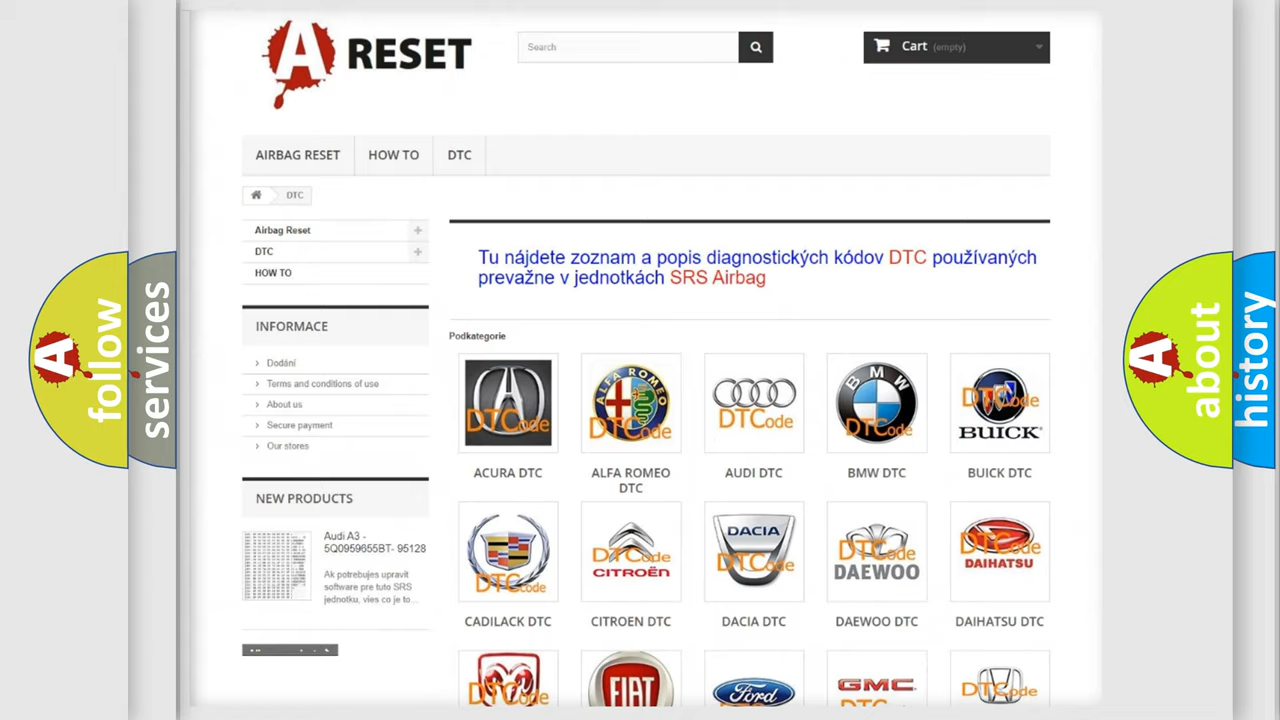 A RESET
Search
Cart (empty)
AIRBAG RESET
HOW TO
DTC
DTC
Airbag Reset
DTC
HOW TO
Tu nájdete zoznam a popis diagnostických kódov DTC používaných
prevažne v jednotkách SRS Airbag
INFORMACE
Dodání
Terms and conditions of use
About us
Secure payment
Our stores
NEW PRODUCTS
Audi A3 -
5Q0959655BT- 95128
Ak potrebujes upravit
software pre tuto SRS
jednotku, vies co je to...
Podkategorie
DTCode
ALFA ROMEO
DTCode
DTCode
BMW
DTCode
DTCode
BUICK
ACURA DTC
ALFA ROMEO
DTC
AUDI DTC
BMW DTC
BUICK DTC
DTCode
DTCode
CITROËN
DACIA
DTCode
DTCode
DAEWOO
DTCode
DAIHATSU
CADILACK DTC
CITROEN DTC
DACIA DTC
DAEWOO DTC
DAIHATSU DTC
DTCode
FIAT
Ford
GMC
DTCode
A
follow
services
A
about
history